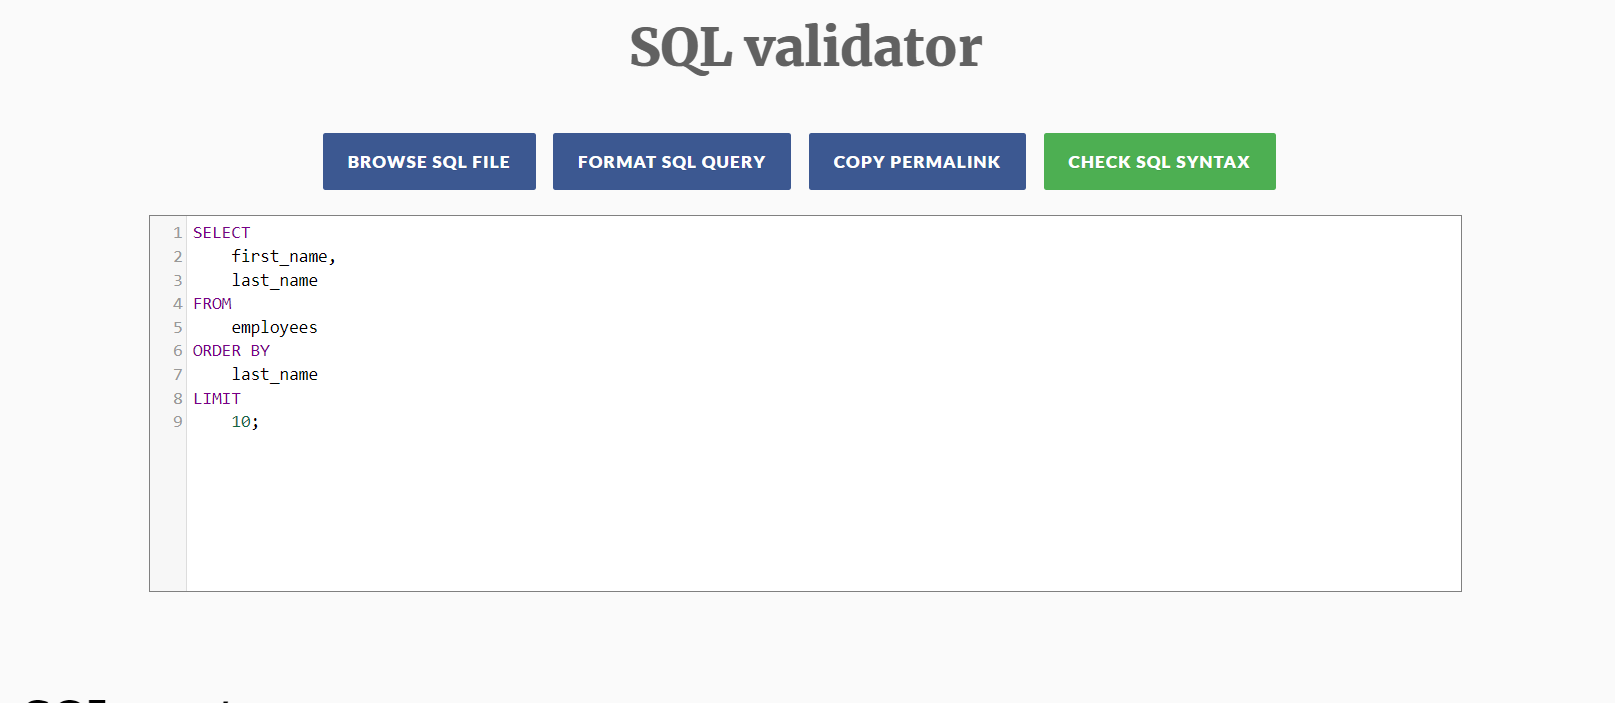 SQL validator
BROWSE SQL FILE
FORMAT SQL QUERY
COPY PERMALINK
CHECK SQL SYNTAX
1 SELECT
2     first_name,
3     last_name
4 FROM
5     employees
6 ORDER BY
7     last_name
8 LIMIT
9     10;